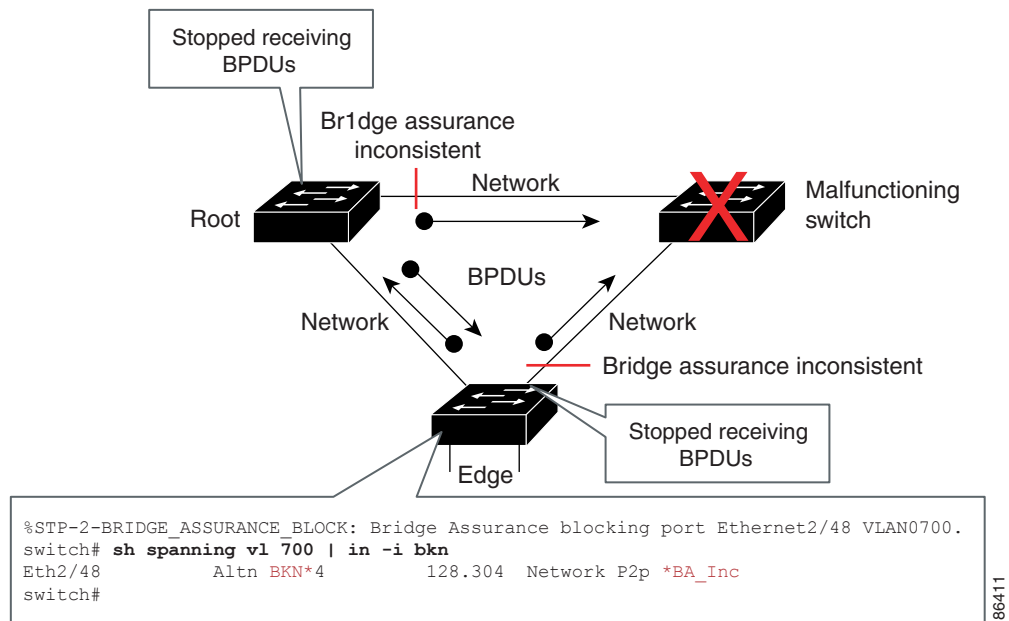 Stopped receiving
BPDUs
Br1dge assurance
inconsistent
Network
Malfunctioning
switch
Root
BPDUs
Network
Network
Bridge assurance inconsistent
Stopped receiving
BPDUs
Edge
%STP-2-BRIDGE_ASSURANCE_BLOCK: Bridge Assurance blocking port Ethernet2/48 VLAN0700.
switch# sh spanning vl 700 | in -i bkn
Eth2/48 Altn BKN*4 128.304 Network P2p *BA_Inc
switch#
86411